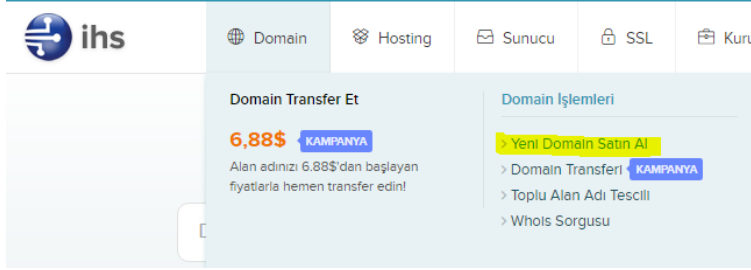 ihs
Domain
Hosting
Sunucu
SSL
Domain Transfer Et
6,88$ KAMPANYA
Alan adınızı 6.88$'dan başlayan
fiyatlarla hemen transfer edin!
Domain İşlemleri
> Yeni Domain Satın Al
> Domain Transferi KAMPANYA
> Toplu Alan Adı Tescili
> Whois Sorgusu